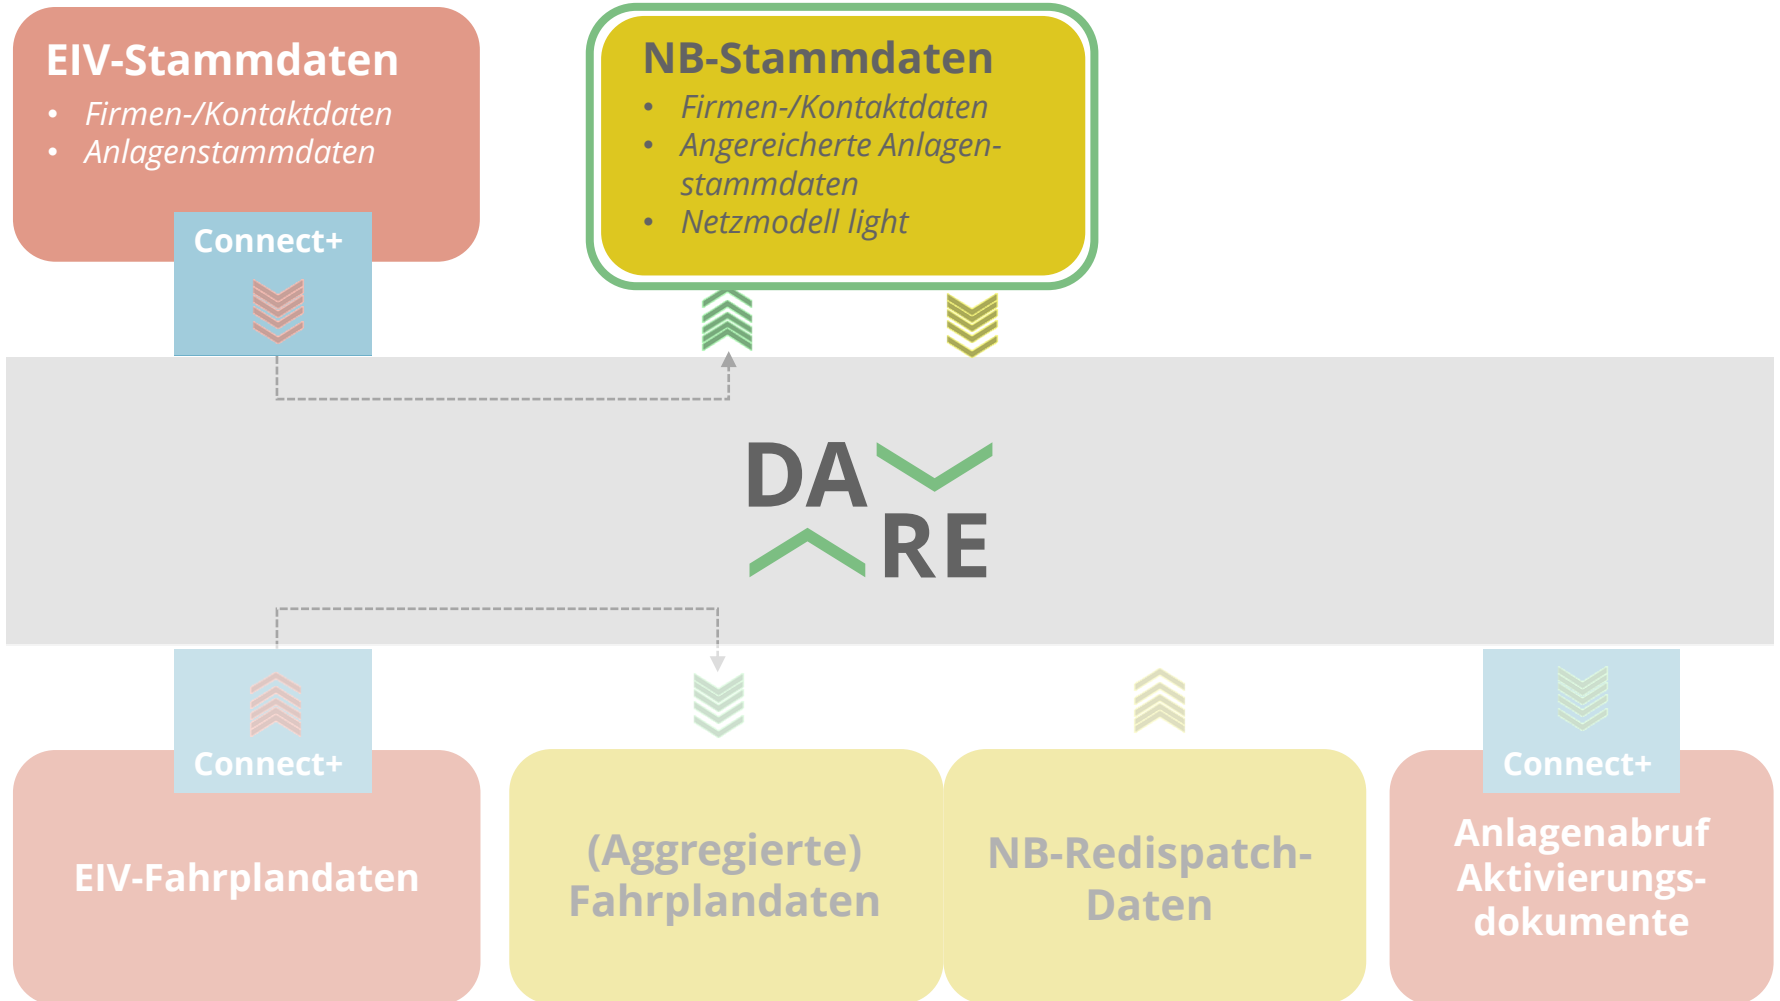 EIV-Stammdaten
• Firmen-/Kontaktdaten
• Anlagenstammdaten
Connect+
NB-Stammdaten
• Firmen-/Kontaktdaten
• Angereicherte Anlagen-
stammdaten
• Netzmodell light
DA
RE
Connect+
EIV-Fahrplandaten
(Aggregierte)
Fahrplandaten
NB-Redispatch-
Daten
Connect+
Anlagenabruf
Aktivierungs-
dokumente